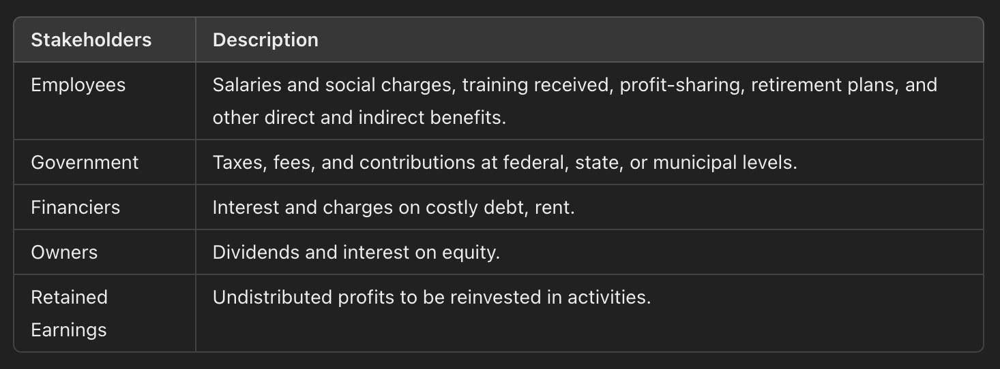 Stakeholders Description
Employees Salaries and social charges, training received, profit-sharing, retirement plans, and
other direct and indirect benefits.
Government Taxes, fees, and contributions at federal, state, or municipal levels.
Financiers Interest and charges on costly debt, rent.
Owners Dividends and interest on equity.
Retained Undistributed profits to be reinvested in activities.
Earnings